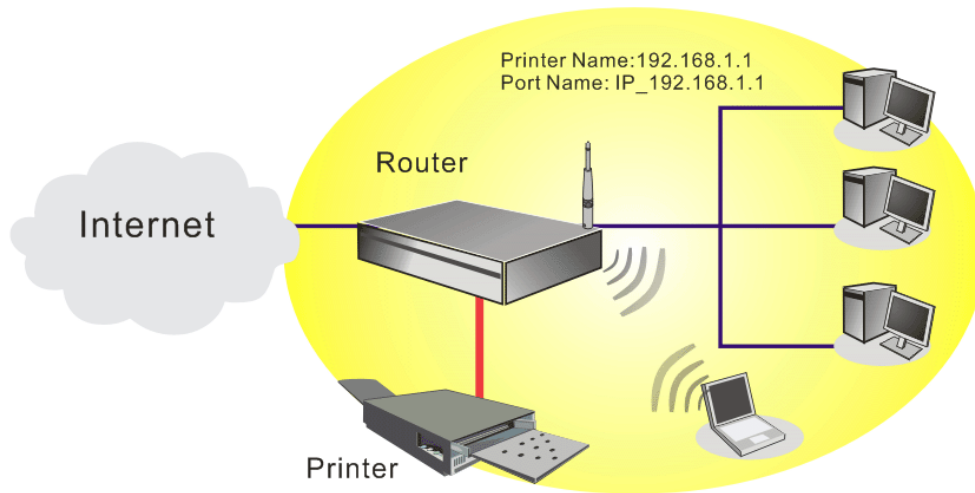 Printer Name:192.168.1.1
Port Name: IP_192.168.1.1
Router
Internet
Printer